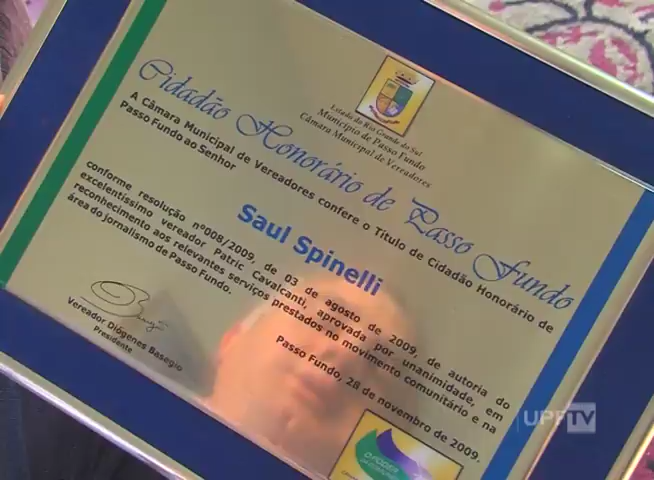 Estado do Rio Grande do Sul
Município de Passo Fundo
Câmara Municipal de Vereadores
Cidadão Honorário de Passo Fundo
A Câmara Municipal de Vereadores confere o Título de Cidadão Honorário de
Passo Fundo ao Senhor
Saul Spinelli
conforme resolução nº008/2009, de 03 de agosto de 2009, de autoria do
excelentíssimo vereador Patric Cavalcanti, aprovada por unanimidade, em
reconhecimento aos relevantes serviços prestados no movimento comunitário e na
área do jornalismo de Passo Fundo.
Passo Fundo, 28 de novembro de 2009.
Vereador Diógenes Basegio
Presidente
O PODER
UPFTV